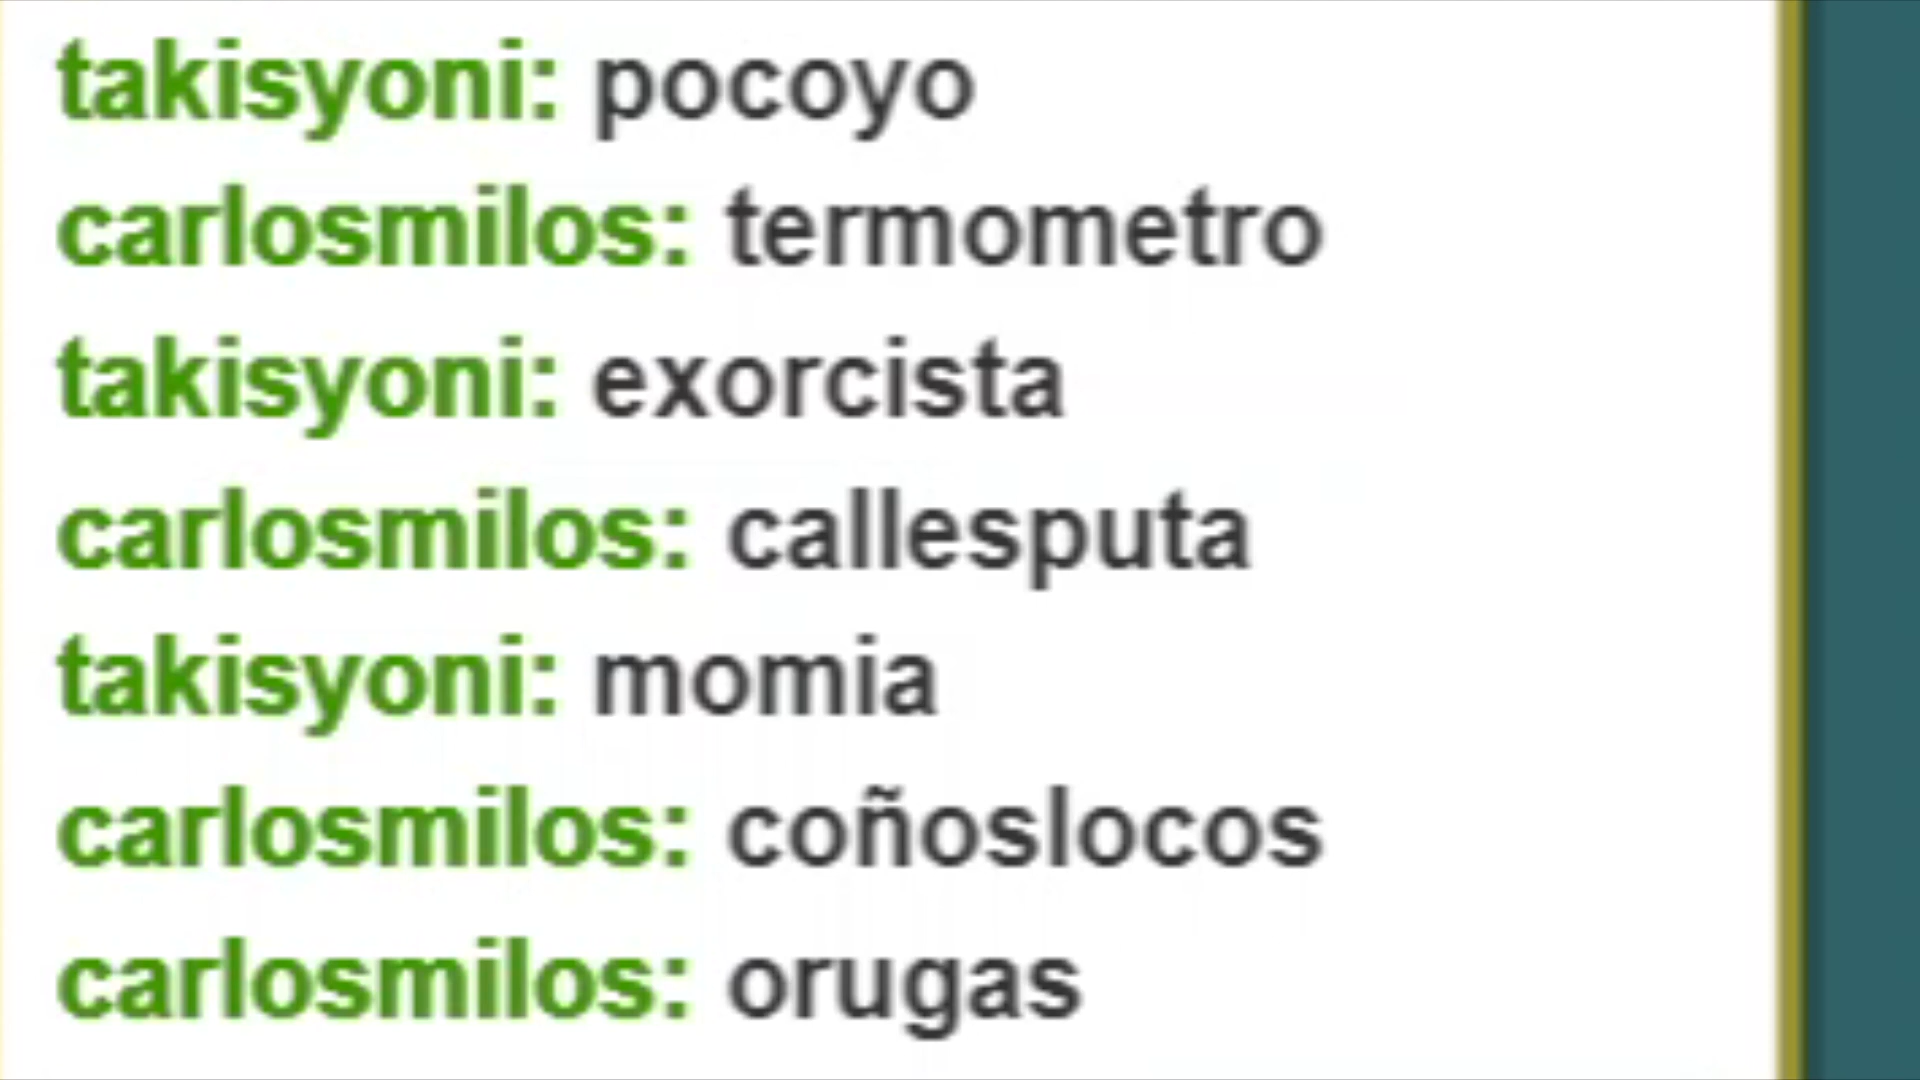 takisyoni: pocoyo
carlosmilos: termometro
takisyoni: exorcista
carlosmilos: callesputa
takisyoni: momia
carlosmilos: coñoslocos
carlosmilos: orugas